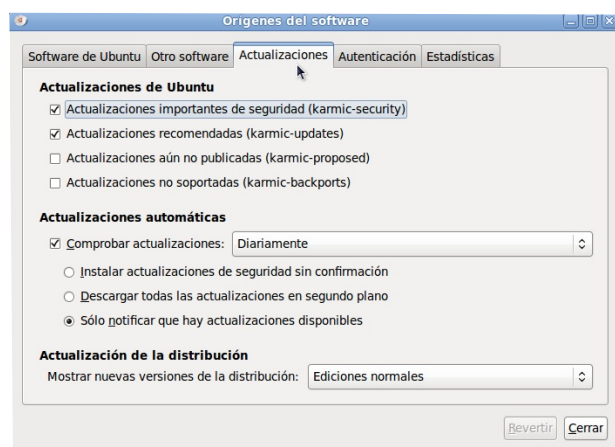 Orígenes del software
Software de Ubuntu Otro software Actualizaciones Autenticación Estadísticas
Actualizaciones de Ubuntu
Actualizaciones importantes de seguridad (karmic-security)
Actualizaciones recomendadas (karmic-updates)
Actualizaciones aún no publicadas (karmic-proposed)
Actualizaciones no soportadas (karmic-backports)
Actualizaciones automáticas
Comprobar actualizaciones: Diariamente
Instalar actualizaciones de seguridad sin confirmación
Descargar todas las actualizaciones en segundo plano
Sólo notificar que hay actualizaciones disponibles
Actualización de la distribución
Mostrar nuevas versiones de la distribución: Ediciones normales
Revertir Cerrar